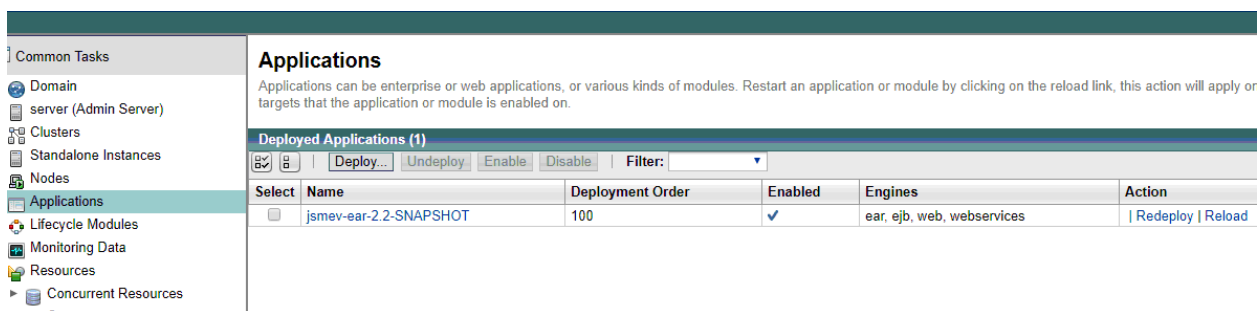 Common Tasks
Domain
server (Admin Server)
Clusters
Standalone Instances
Nodes
Applications
Lifecycle Modules
Monitoring Data
Resources
Concurrent Resources
Applications
Applications can be enterprise or web applications, or various kinds of modules. Restart an application or module by clicking on the reload link, this action will apply on
targets that the application or module is enabled on.
Deployed Applications (1)
| Deploy... Undeploy Enable Disable | Filter:
Select Name Deployment Order Enabled Engines Action
jsmev-ear-2.2-SNAPSHOT 100 ear, ejb, web, webservices | Redeploy | Reload